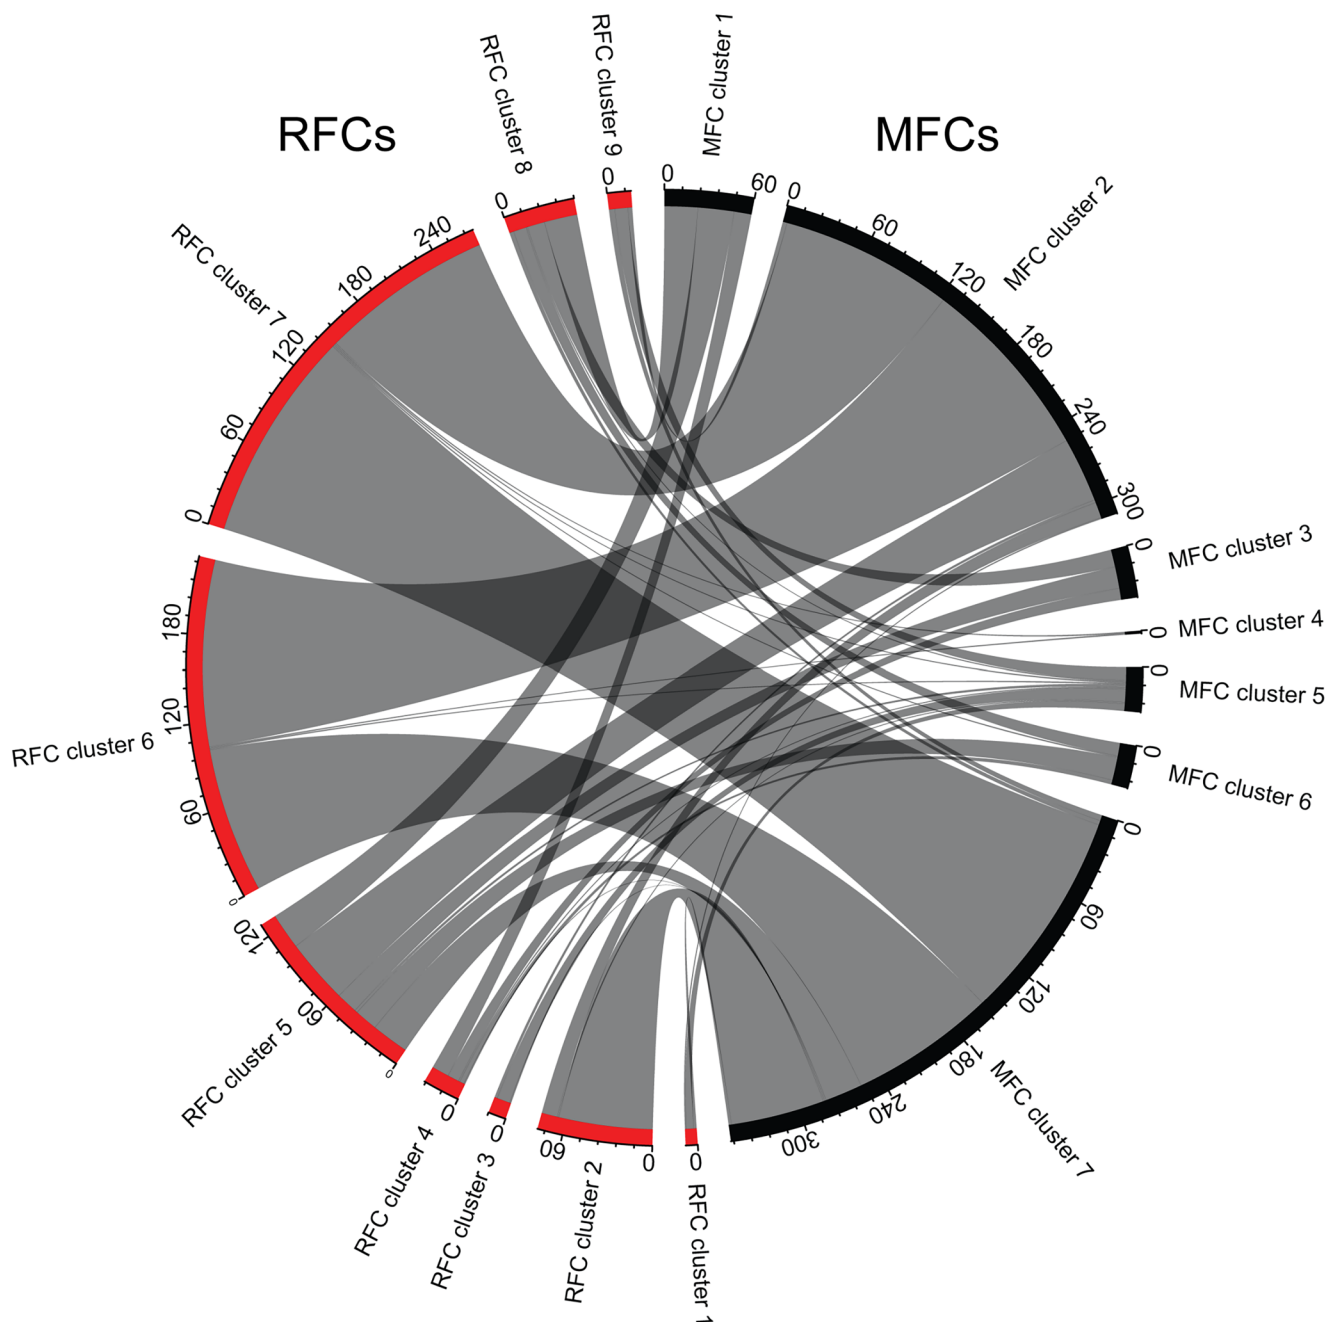 RFCs
MFCs
MFC cluster 1
0
60
MFC cluster 2
0
60
120
180
240
300
MFC cluster 3
0
MFC cluster 4
0
MFC cluster 5
0
MFC cluster 6
0
MFC cluster 7
0
60
120
180
240
300
RFC cluster 1
0
RFC cluster 2
0
60
RFC cluster 3
0
RFC cluster 4
0
RFC cluster 5
0
60
120
RFC cluster 6
0
60
120
180
RFC cluster 7
0
60
120
180
240
RFC cluster 8
0
RFC cluster 9
0